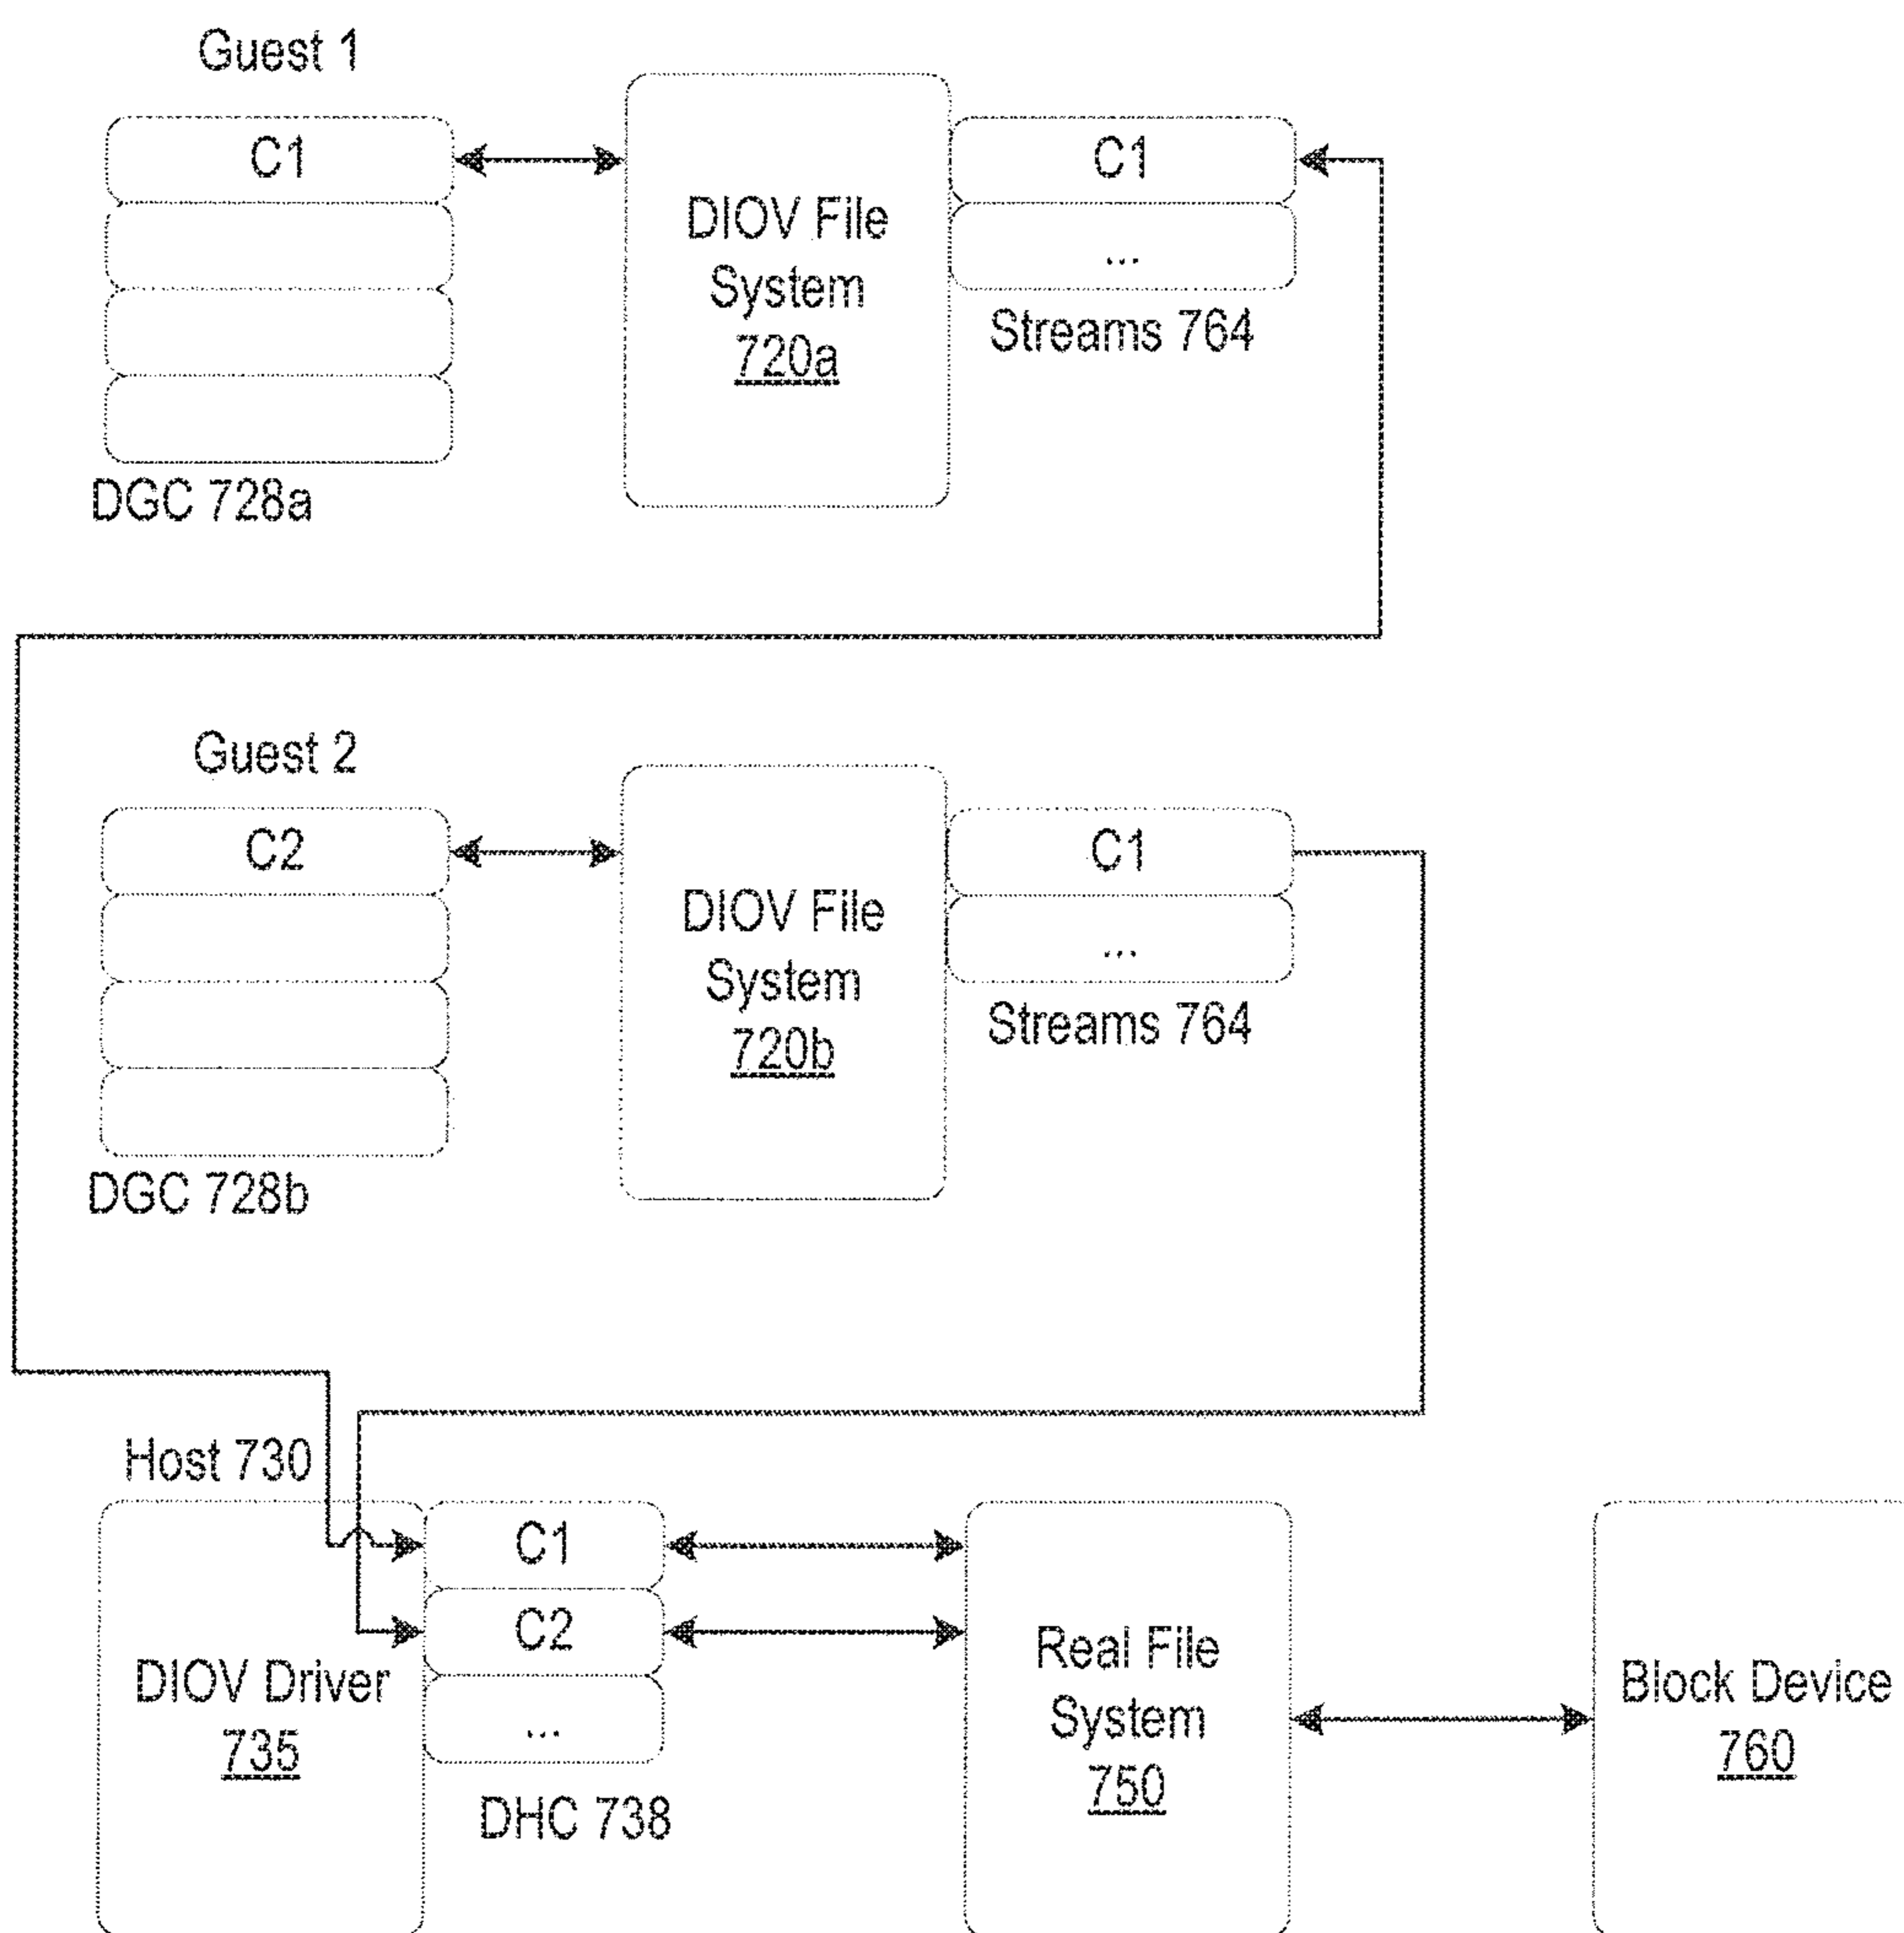 Guest 1
C1
DIOV File
System
720a
C1
...
Streams 764
DGC 728a
Guest 2
C2
DIOV File
System
720b
C1
...
Streams 764
DGC 728b
Host 730
DIOV Driver
735
C1
C2
...
DHC 738
Real File
System
750
Block Device
760